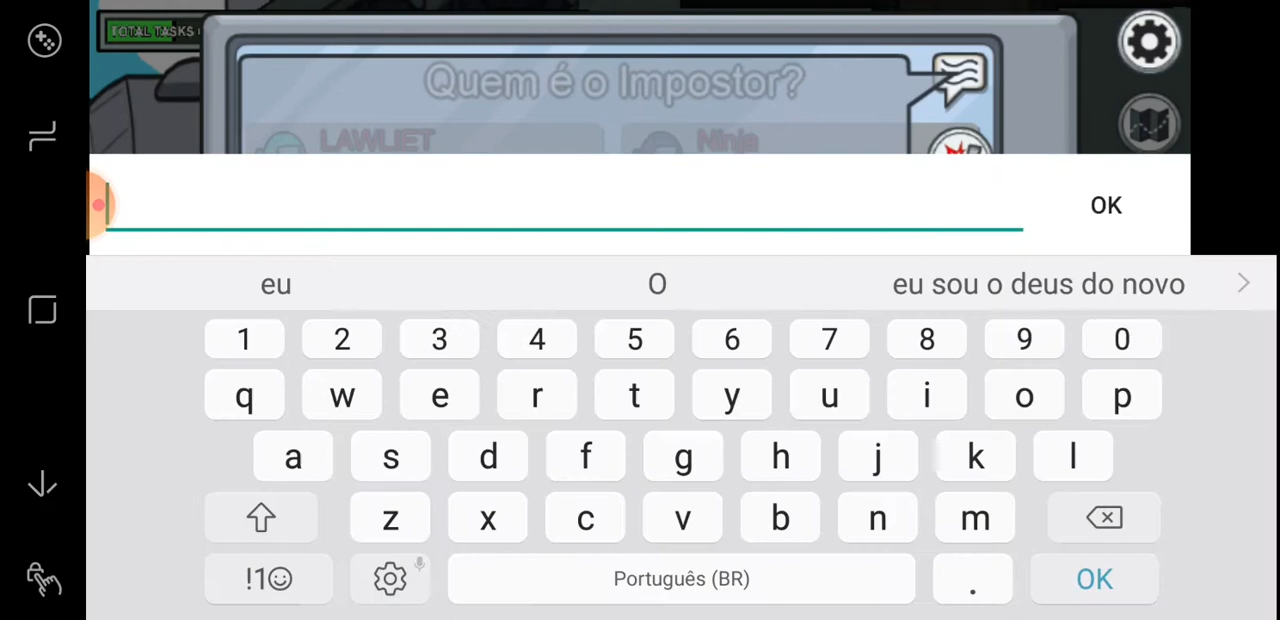 TOTAL TASKS
Quem é o Impostor?
LAWLIET Ninja
OK
eu O eu sou o deus do novo
1 2 3 4 5 6 7 8 9 0
q w e r t y u i o p
a s d f g h j k l
z x c v b n m
!1☺ Português (BR) . OK